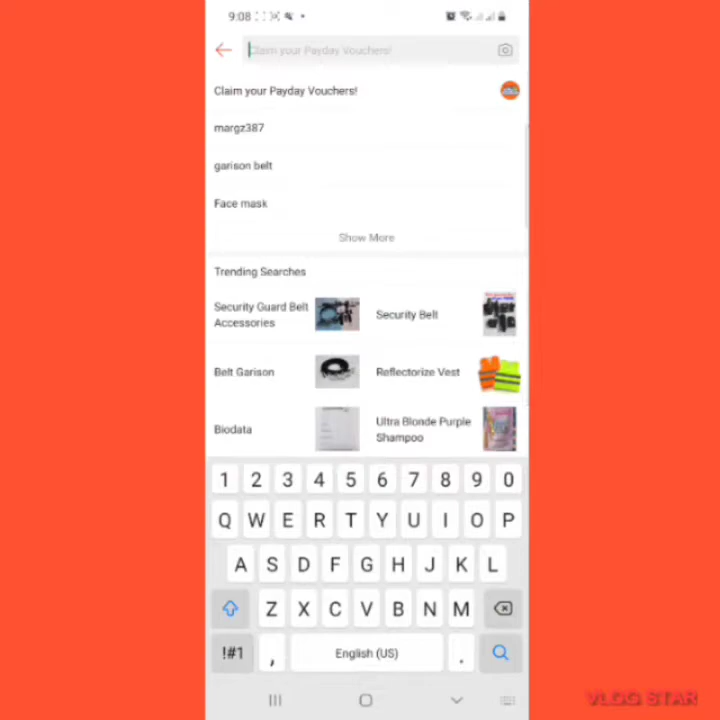 9:08
Claim your Payday Vouchers!
Claim your Payday Vouchers!
margz387
garison belt
Face mask
Show More
Trending Searches
Security Guard Belt
Accessories
Security Belt
Belt Garison
Reflectorize Vest
Biodata
Ultra Blonde Purple
Shampoo
1 2 3 4 5 6 7 8 9 0
Q W E R T Y U I O P
A S D F G H J K L
Z X C V B N M
!#1 , English (US) .
VLOG STAR